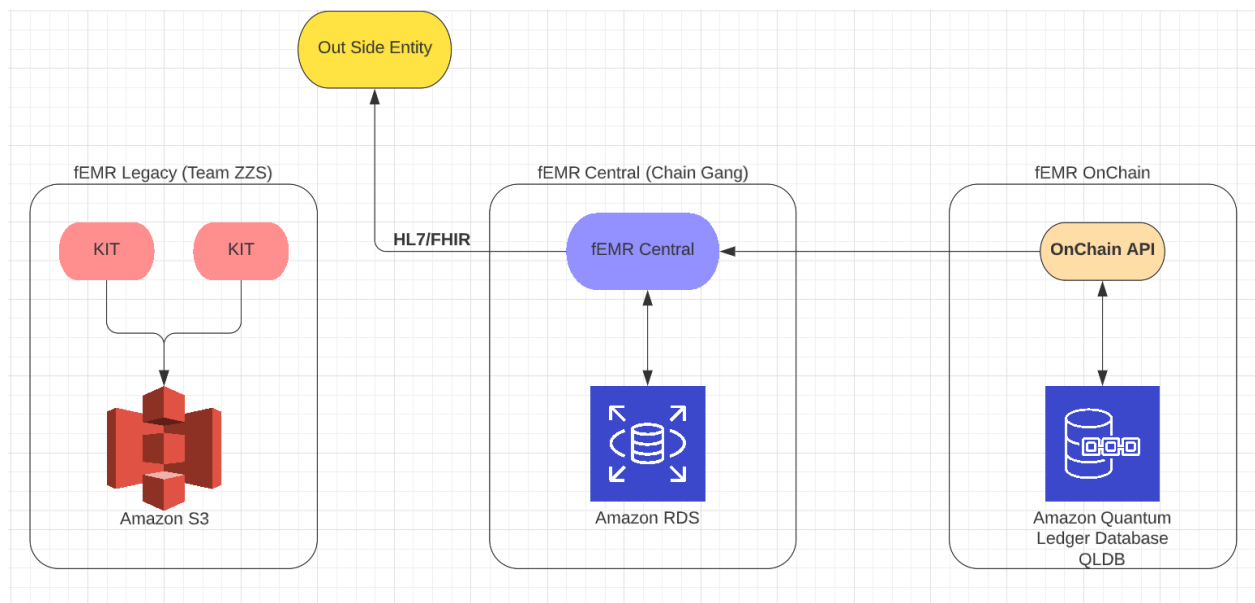 Out Side Entity
fEMR Legacy (Team ZZS)
fEMR Central (Chain Gang)
fEMR OnChain
KIT
KIT
HL7/FHIR
fEMR Central
OnChain API
Amazon S3
Amazon RDS
Amazon Quantum
Ledger Database
QLDB